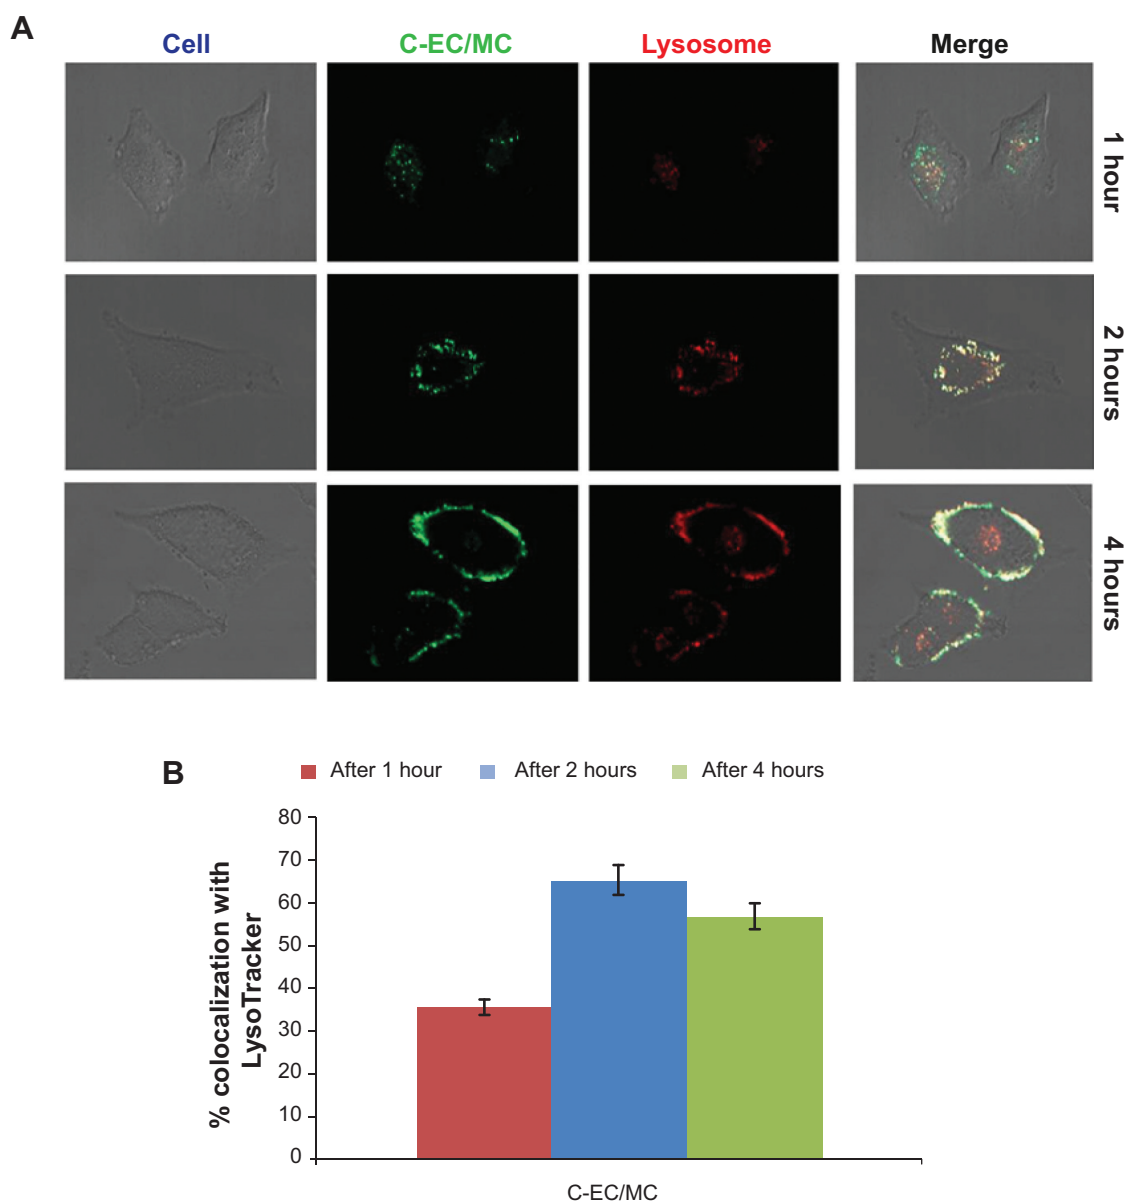 A
Cell C-EC/MC Lysosome Merge
1 hour
2 hours
4 hours
B
After 1 hour After 2 hours After 4 hours
% colocalization with
LysoTracker
80
70
60
50
40
30
20
10
0
C-EC/MC